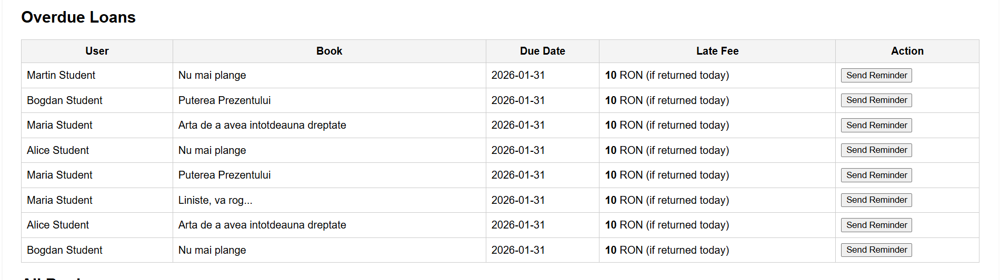 Overdue Loans
User Book Due Date Late Fee Action
Martin Student Nu mai plange 2026-01-31 10 RON (if returned today) Send Reminder
Bogdan Student Puterea Prezentului 2026-01-31 10 RON (if returned today) Send Reminder
Maria Student Arta de a avea intotdeauna dreptate 2026-01-31 10 RON (if returned today) Send Reminder
Alice Student Nu mai plange 2026-01-31 10 RON (if returned today) Send Reminder
Maria Student Puterea Prezentului 2026-01-31 10 RON (if returned today) Send Reminder
Maria Student Liniste, va rog... 2026-01-31 10 RON (if returned today) Send Reminder
Alice Student Arta de a avea intotdeauna dreptate 2026-01-31 10 RON (if returned today) Send Reminder
Bogdan Student Nu mai plange 2026-01-31 10 RON (if returned today) Send Reminder